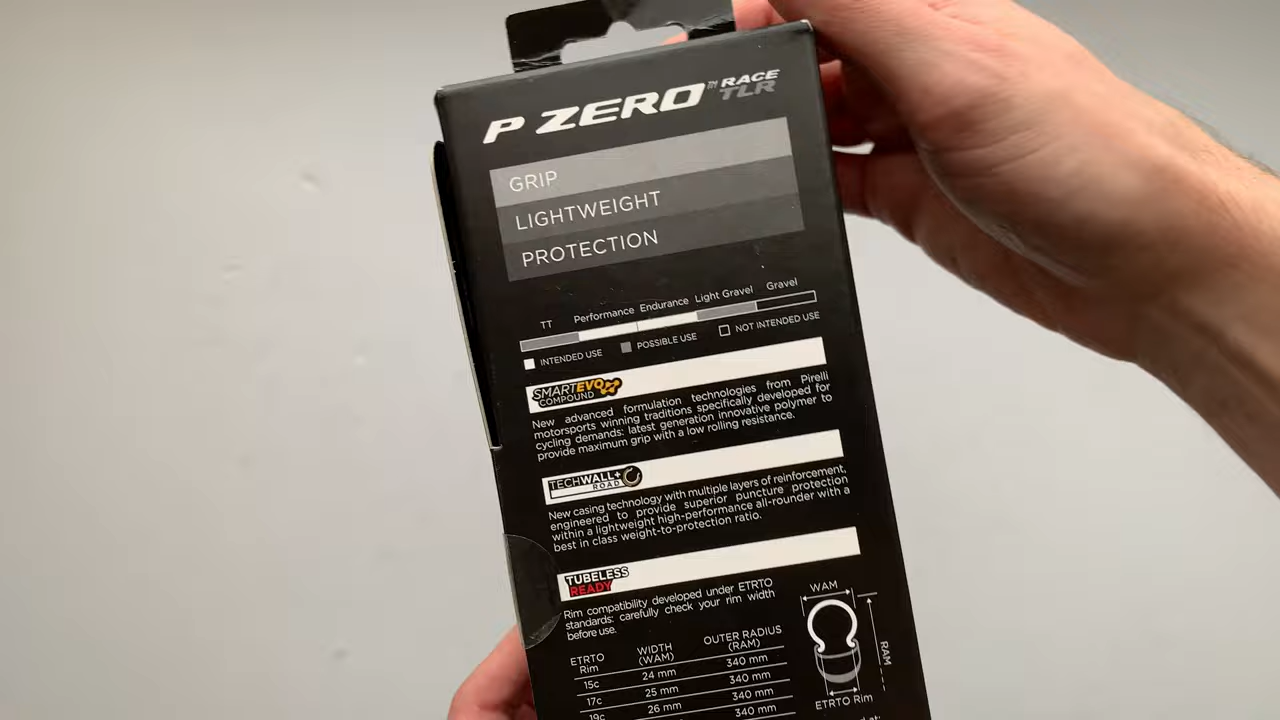 P ZERO™ RACE
TLR
GRIP
LIGHTWEIGHT
PROTECTION
TT Performance Endurance Light Gravel Gravel
INTENDED USE POSSIBLE USE NOT INTENDED USE
SMARTEVO
COMPOUND
New advanced formulation technologies from Pirelli
motorsports winning traditions specifically developed for
cycling demands: latest generation innovative polymer to
provide maximum grip with a low rolling resistance.
TECHWALL+
ROAD
New casing technology with multiple layers of reinforcement,
engineered to provide superior puncture protection
within a lightweight high-performance all-rounder with a
best in class weight-to-protection ratio.
TUBELESS
READY
Rim compatibility developed under ETRTO
standards: carefully check your rim width
before use.
WAM
RAM
ETRTO Rim
ETRTO Rim WIDTH (WAM) OUTER RADIUS (RAM)
15c 24 mm 340 mm
17c 25 mm 340 mm
19c 26 mm 340 mm
340 mm